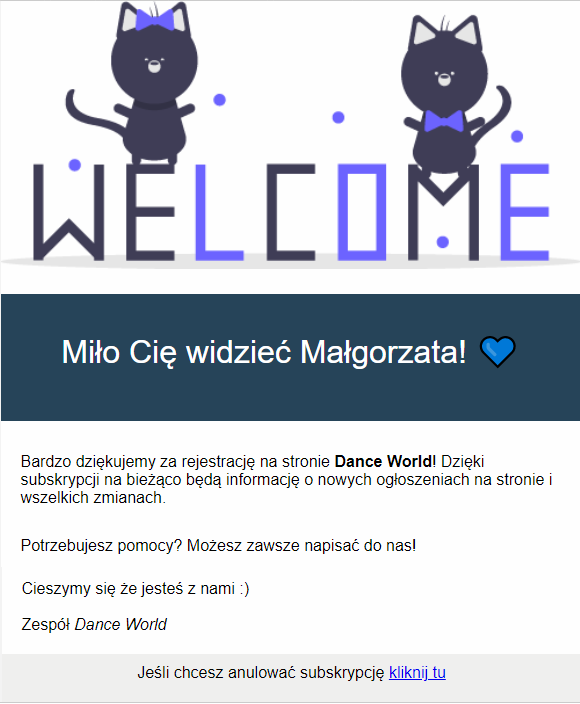 WELCOME
Miło Cię widzieć Małgorzata! 💙
Bardzo dziękujemy za rejestrację na stronie Dance World! Dzięki
subskrypcji na bieżąco będą informację o nowych ogłoszeniach na stronie i
wszelkich zmianach.
Potrzebujesz pomocy? Możesz zawsze napisać do nas!
Cieszymy się że jesteś z nami :)
Zespół Dance World
Jeśli chcesz anulować subskrypcję kliknij tu